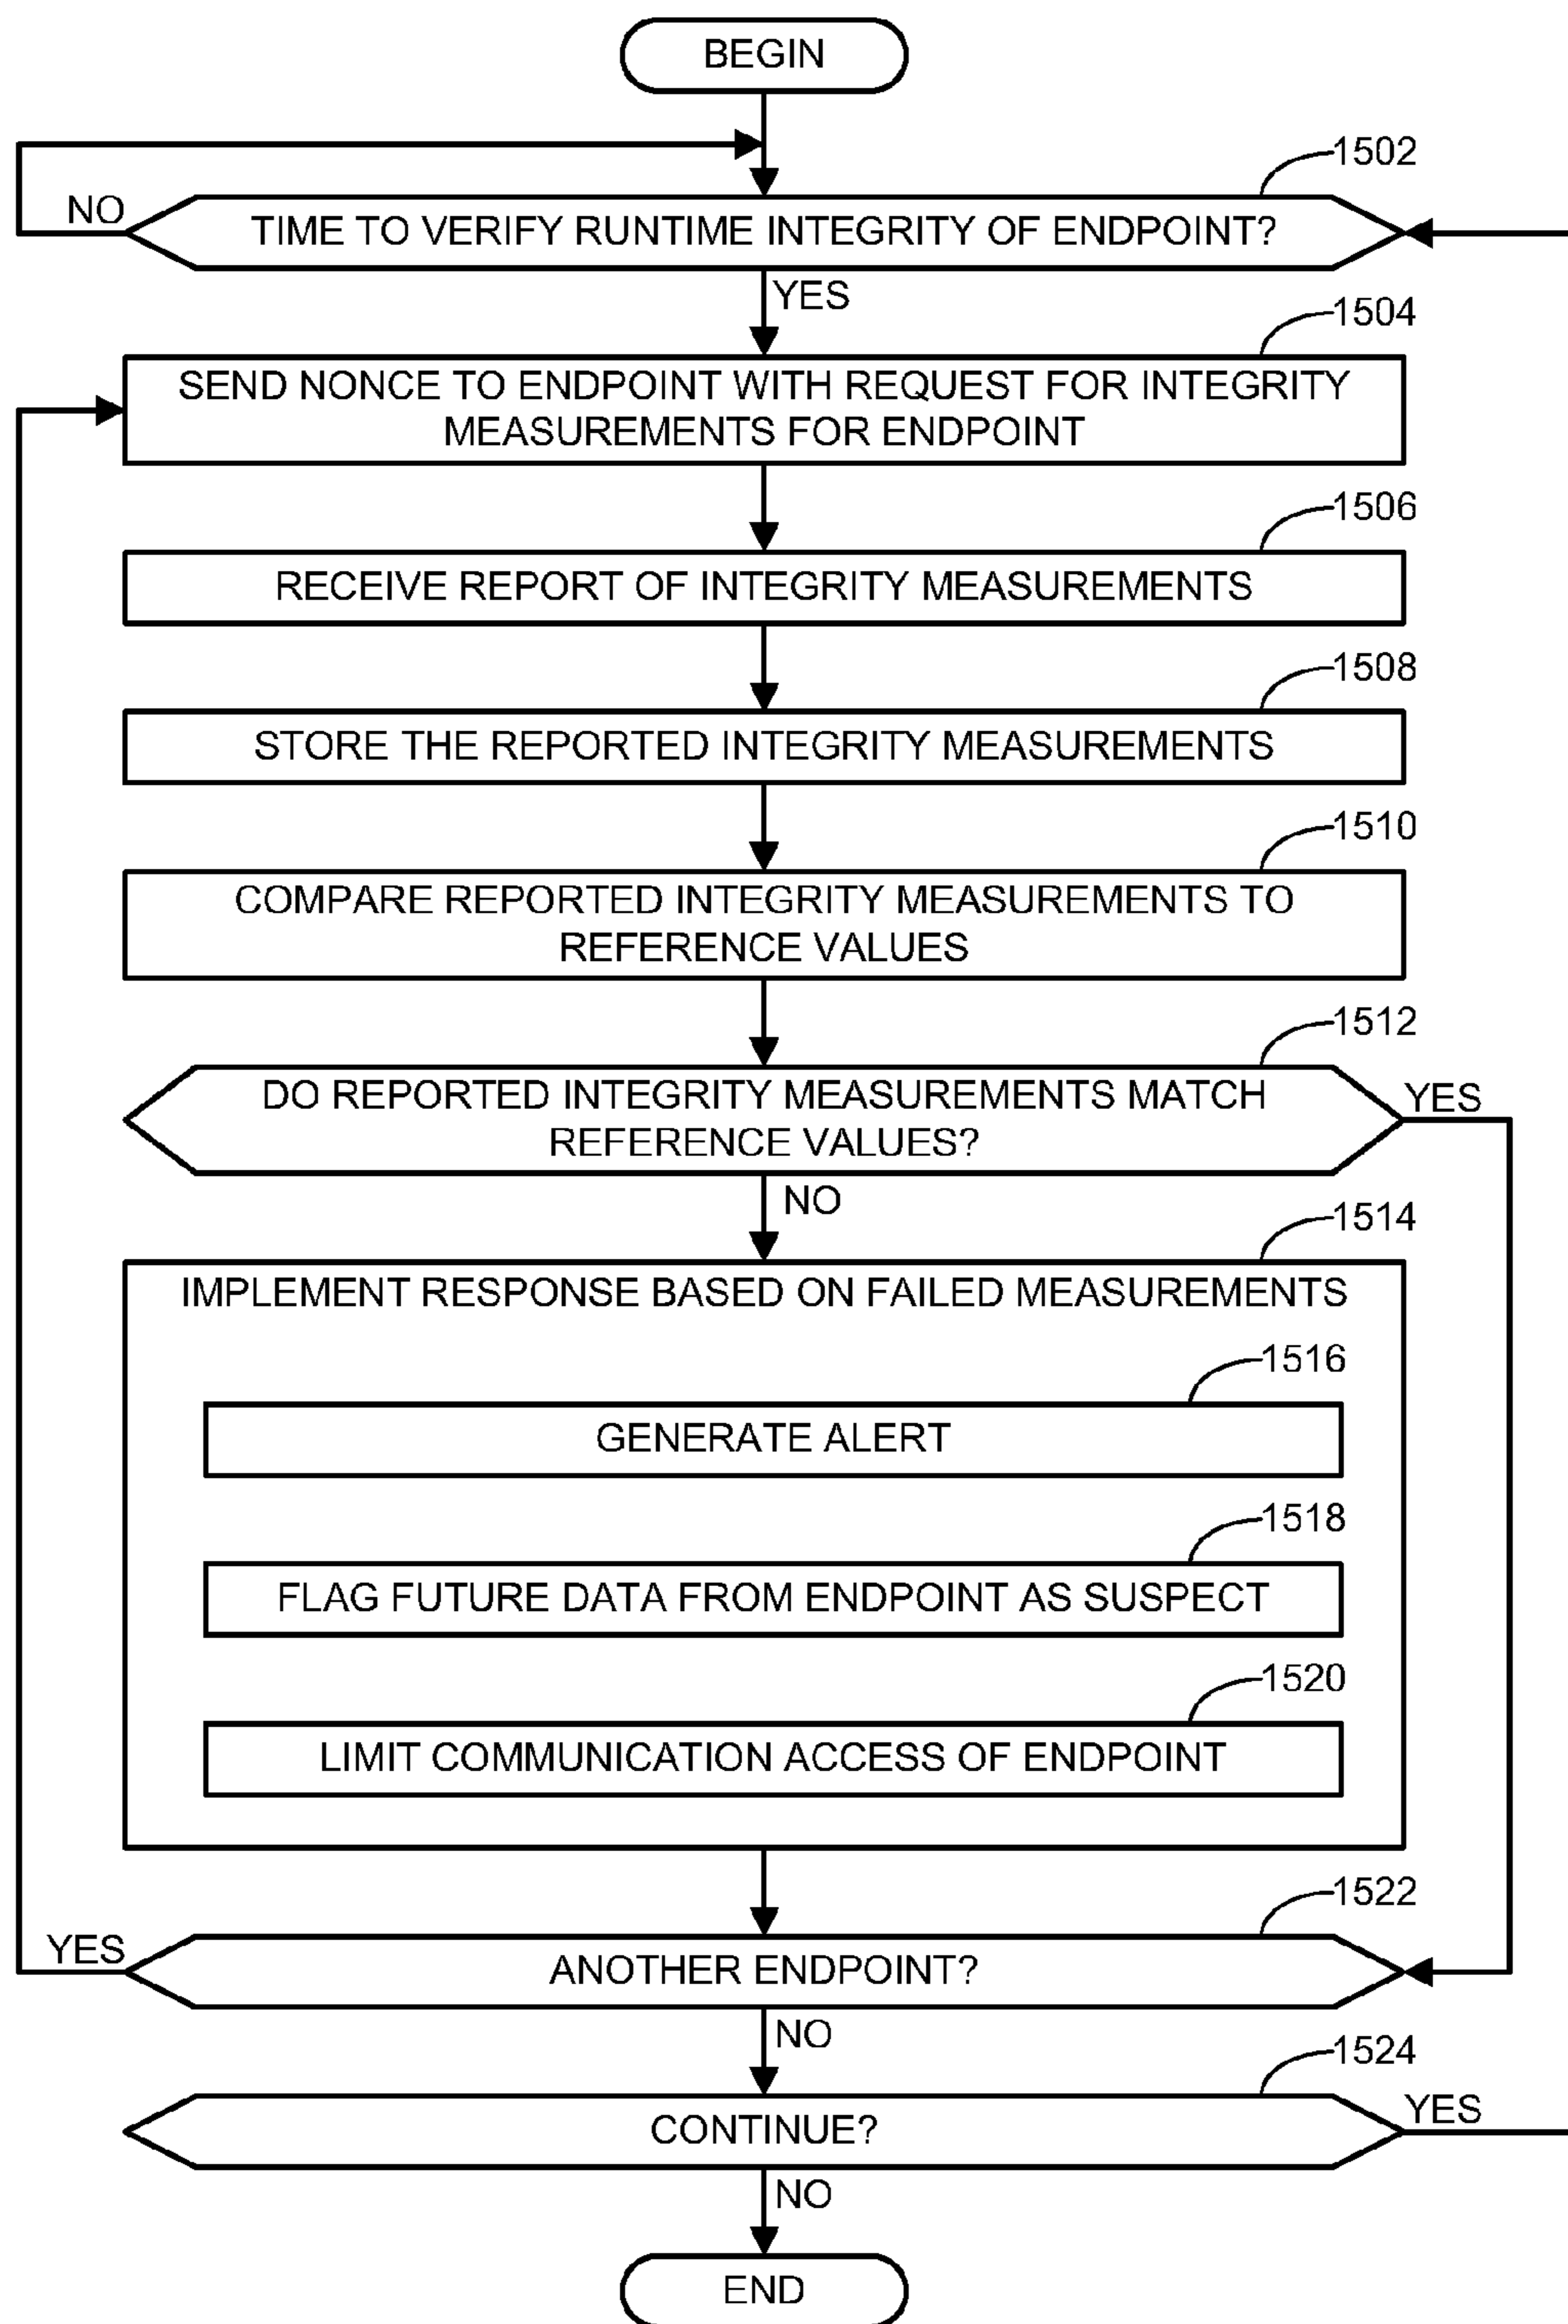 BEGIN
1502
NO
TIME TO VERIFY RUNTIME INTEGRITY OF ENDPOINT?
YES
1504
SEND NONCE TO ENDPOINT WITH REQUEST FOR INTEGRITY
MEASUREMENTS FOR ENDPOINT
1506
RECEIVE REPORT OF INTEGRITY MEASUREMENTS
1508
STORE THE REPORTED INTEGRITY MEASUREMENTS
1510
COMPARE REPORTED INTEGRITY MEASUREMENTS TO
REFERENCE VALUES
1512
DO REPORTED INTEGRITY MEASUREMENTS MATCH
REFERENCE VALUES?
YES
NO
1514
IMPLEMENT RESPONSE BASED ON FAILED MEASUREMENTS
1516
GENERATE ALERT
1518
FLAG FUTURE DATA FROM ENDPOINT AS SUSPECT
1520
LIMIT COMMUNICATION ACCESS OF ENDPOINT
1522
YES
ANOTHER ENDPOINT?
NO
1524
CONTINUE?
YES
NO
END